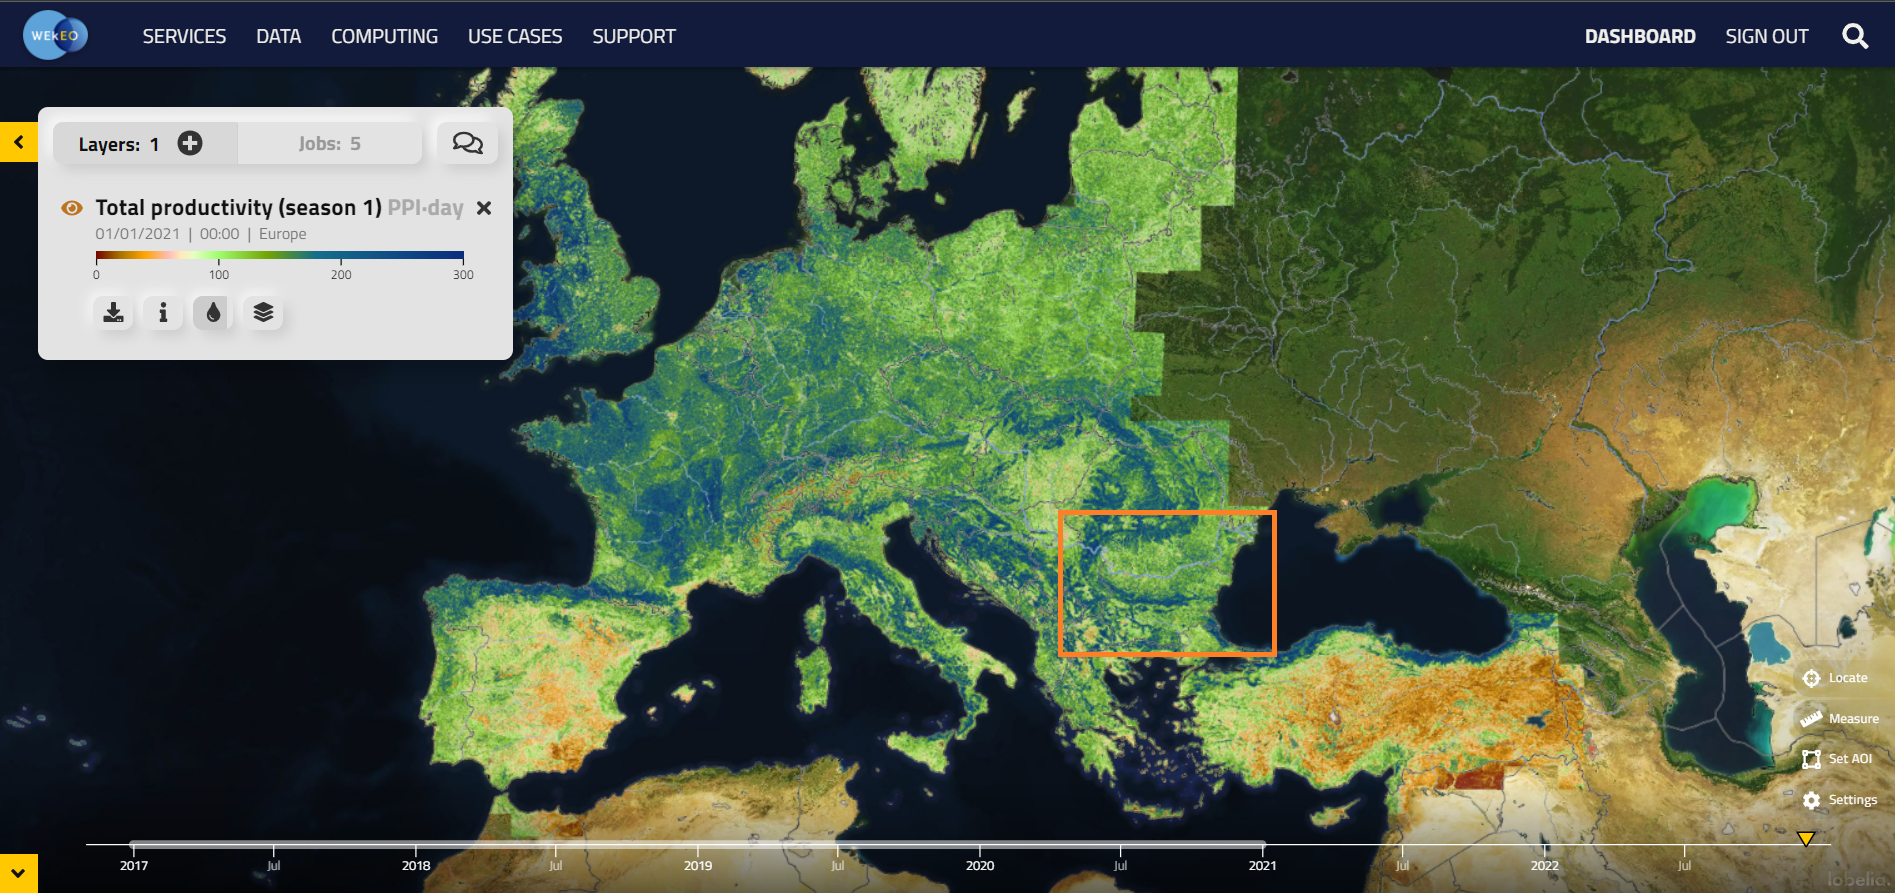 WEKEO
SERVICES DATA COMPUTING USE CASES SUPPORT
DASHBOARD SIGN OUT
Layers: 1 Jobs: 5
Total productivity (season 1) PPI·day
01/01/2021 | 00:00 | Europe
0 100 200 300
Locate
Measure
Set AOI
Settings
2017 Jul 2018 Jul 2019 Jul 2020 Jul 2021 Jul 2022 Jul
lobelia